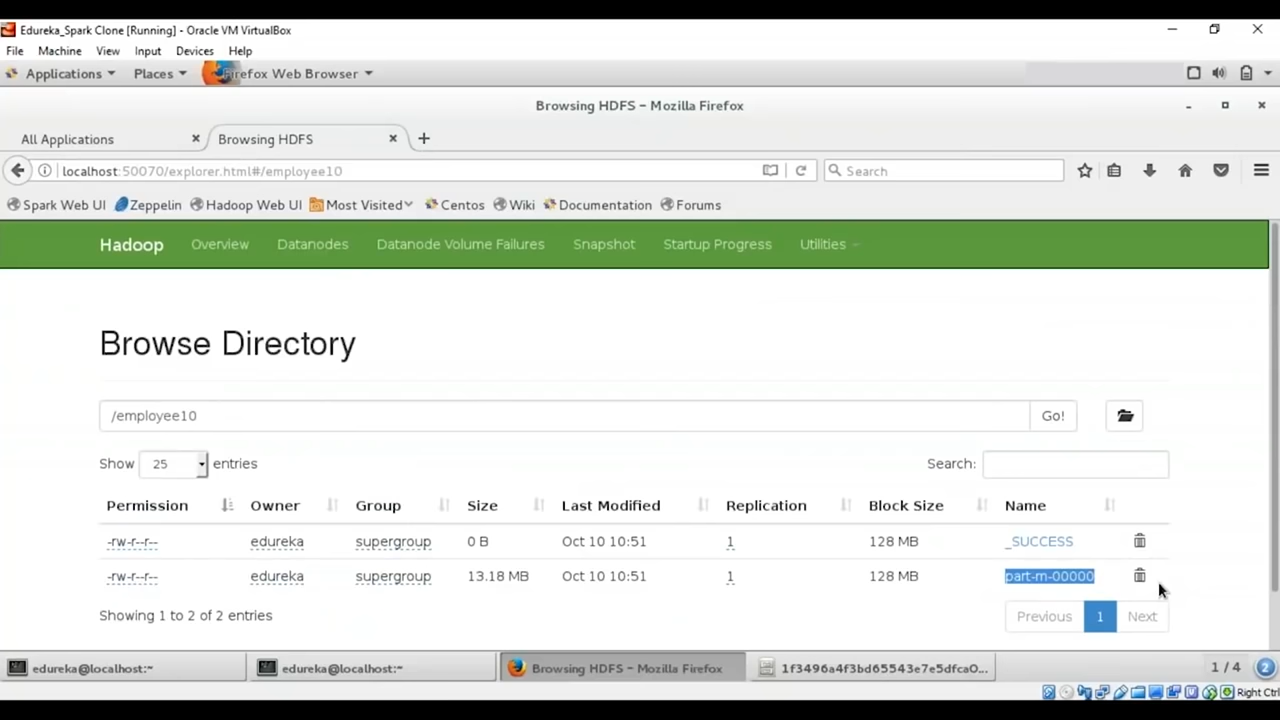 Edureka_Spark Clone [Running] - Oracle VM VirtualBox
File Machine View Input Devices Help
Applications Places Firefox Web Browser
Browsing HDFS - Mozilla Firefox
All Applications Browsing HDFS
localhost:50070/explorer.html#/employee10 Search
Spark Web UI Zeppelin Hadoop Web UI Most Visited Centos Wiki Documentation Forums
Hadoop Overview Datanodes Datanode Volume Failures Snapshot Startup Progress Utilities
Browse Directory
/employee10 Go!
Show 25 entries Search:
Permission Owner Group Size Last Modified Replication Block Size Name
-rw-r--r-- edureka supergroup 0 B Oct 10 10:51 1 128 MB _SUCCESS
-rw-r--r-- edureka supergroup 13.18 MB Oct 10 10:51 1 128 MB part-m-00000
Showing 1 to 2 of 2 entries Previous 1 Next
edureka@localhost:~ edureka@localhost:~ Browsing HDFS - Mozilla Firefox 1f3496a4f3bd65543e7e5dfca0... 1 / 4 2
Right Ctrl